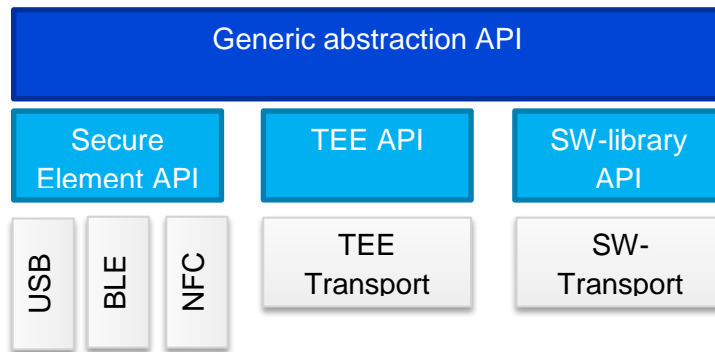 Generic abstraction API
Secure
Element API
TEE API
SW-library
API
USB
BLE
NFC
TEE
Transport
SW-
Transport